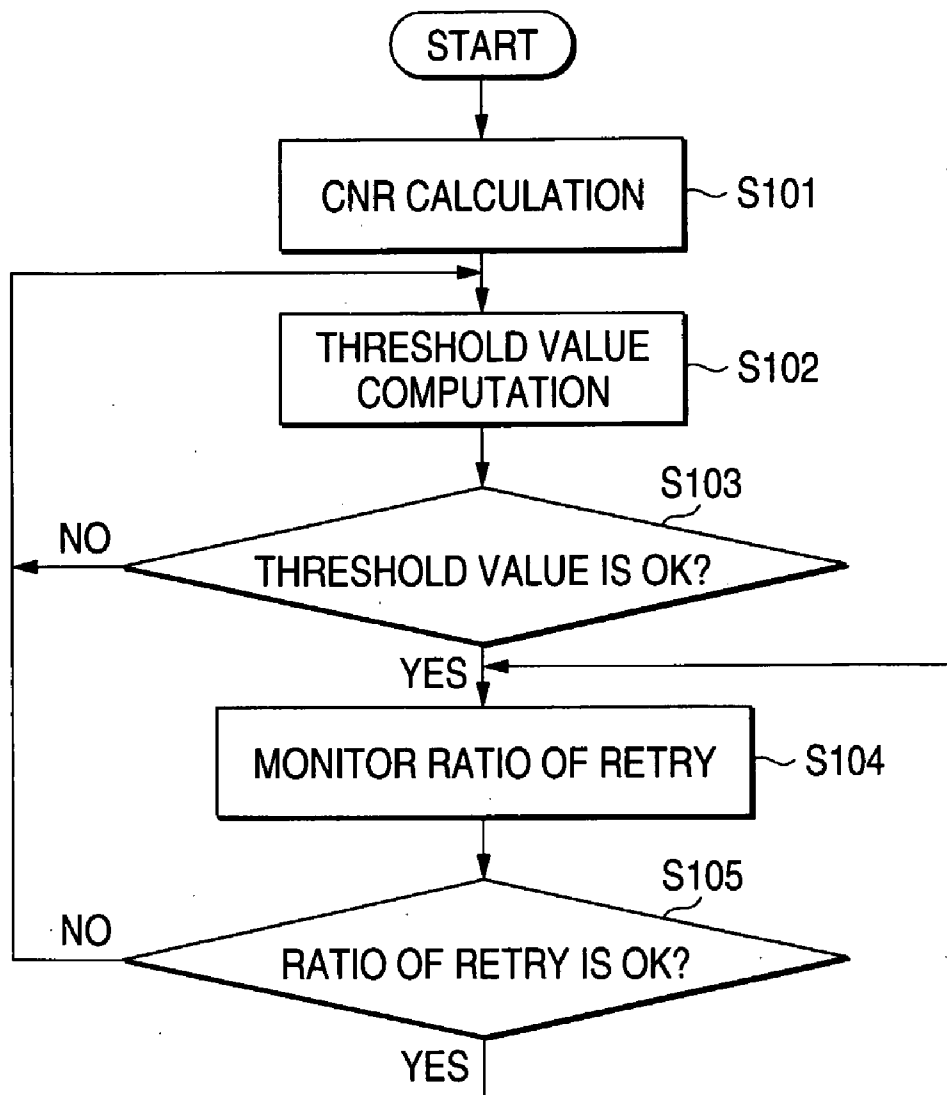 START
CNR CALCULATION
S101
THRESHOLD VALUE
COMPUTATION
S102
S103
NO
THRESHOLD VALUE IS OK?
YES
MONITOR RATIO OF RETRY
S104
S105
NO
RATIO OF RETRY IS OK?
YES